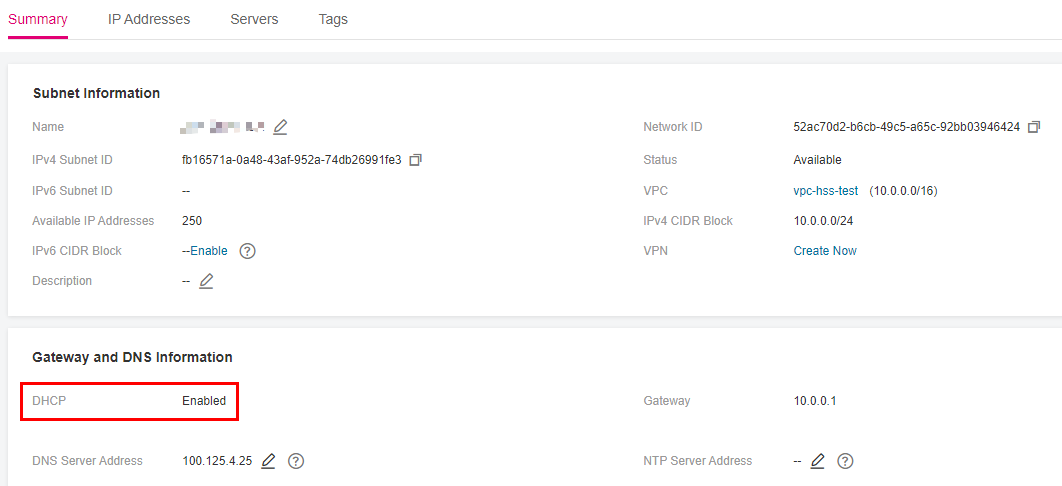 Summary IP Addresses Servers Tags
Subnet Information
Name Network ID 52ac70d2-b6cb-49c5-a65c-92bb03946424
IPv4 Subnet ID fb16571a-0a48-43af-952a-74db26991fe3 Status Available
IPv6 Subnet ID -- VPC vpc-hss-test (10.0.0.0/16)
Available IP Addresses 250 IPv4 CIDR Block 10.0.0.0/24
IPv6 CIDR Block --Enable ? VPN Create Now
Description --
Gateway and DNS Information
DHCP Enabled Gateway 10.0.0.1
DNS Server Address 100.125.4.25 ? NTP Server Address -- ?